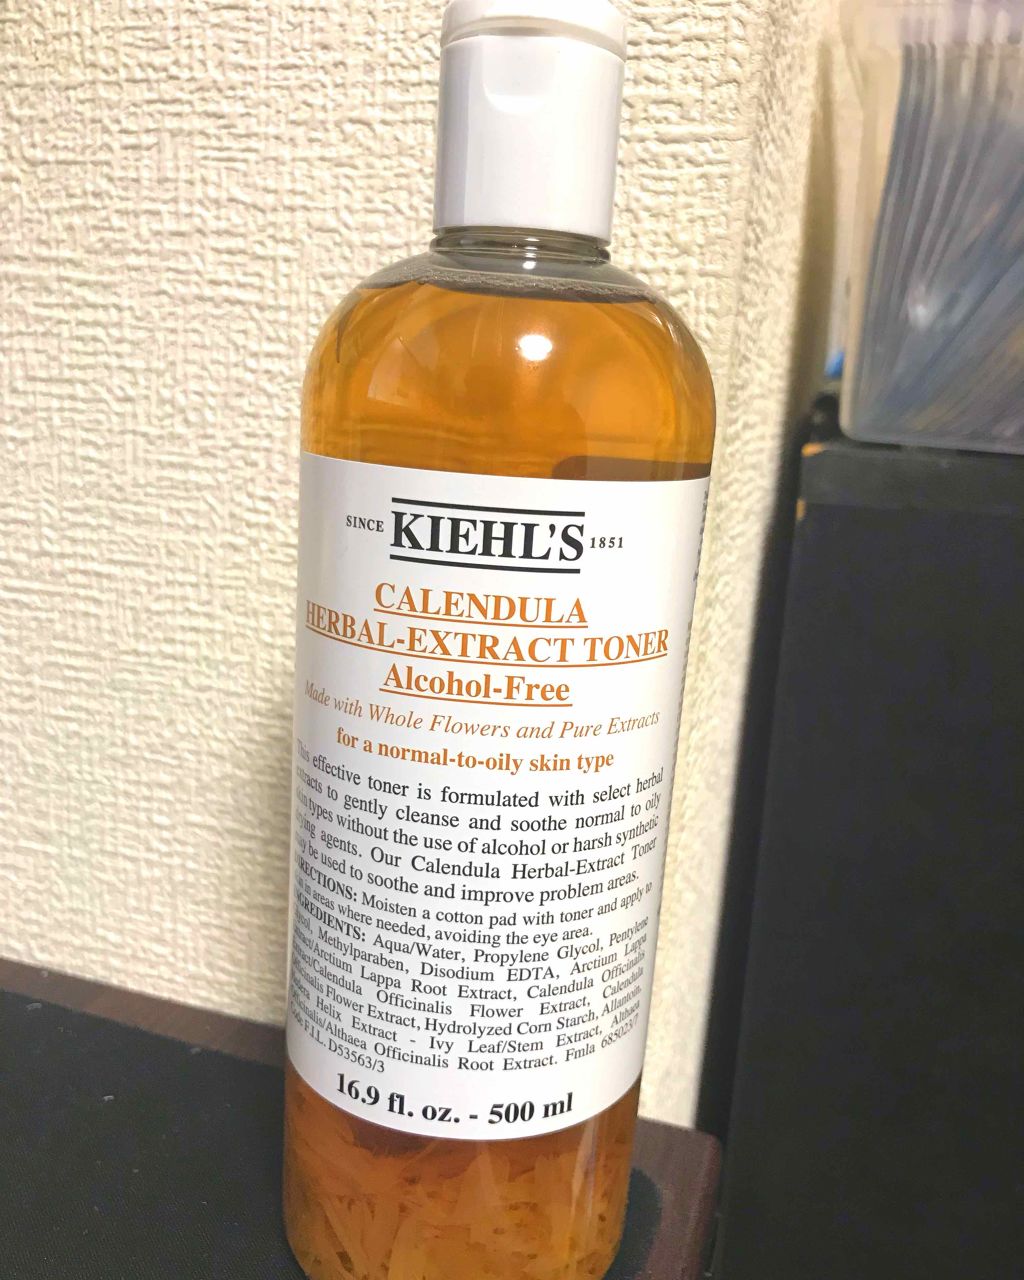 SINCE KIEHL'S 1851
CALENDULA
HERBAL-EXTRACT TONER
Alcohol-Free
Made with Whole Flowers and Pure Extracts
for a normal-to-oily skin type
This effective toner is formulated with select herbal
extracts to gently cleanse and soothe normal to oily
skin types without the use of alcohol or harsh synthetic
drying agents. Our Calendula Herbal-Extract Toner
may be used to soothe and improve problem areas.
DIRECTIONS: Moisten a cotton pad with toner and apply to
skin in areas where needed, avoiding the eye area.
INGREDIENTS: Aqua/Water, Propylene Glycol, Pentylene
Glycol, Methylparaben, Disodium EDTA, Arctium Lappa
Extract/Arctium Lappa Root Extract, Calendula Officinalis
Extract/Calendula Officinalis Flower Extract, Calendula
Officinalis Flower Extract, Hydrolyzed Corn Starch, Allantoin,
Hedera Helix Extract - Ivy Leaf/Stem Extract, Althaea
Officinalis/Althaea Officinalis Root Extract. Fmla 685023/7
Code F.I.L. D53563/3
16.9 fl. oz. - 500 ml